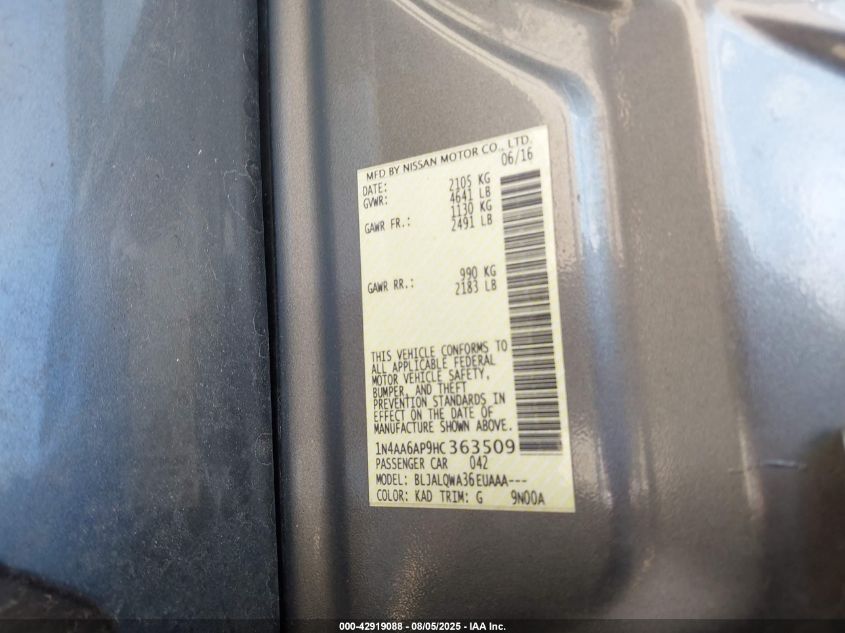 MFD BY NISSAN MOTOR CO., LTD.
DATE: 06/16
GVWR: 2105 KG
4641 LB
GAWR FR.: 1130 KG
2491 LB
GAWR RR.: 990 KG
2183 LB
THIS VEHICLE CONFORMS TO
ALL APPLICABLE FEDERAL
MOTOR VEHICLE SAFETY,
BUMPER, AND THEFT
PREVENTION STANDARDS IN
EFFECT ON THE DATE OF
MANUFACTURE SHOWN ABOVE.
1N4AA6AP9HC363509
PASSENGER CAR 042
MODEL: BLJALQWA36EUAAA---
COLOR: KAD TRIM: G 9N00A
000-42919088 - 08/05/2025 - IAA Inc.